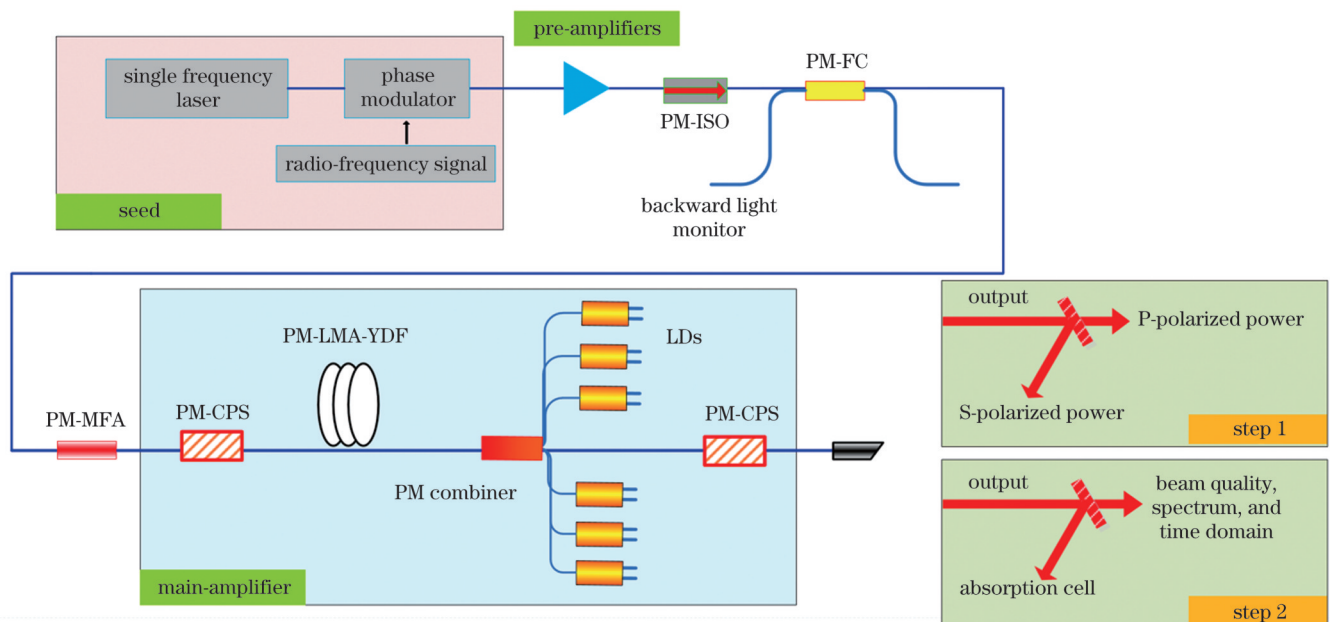 pre-amplifiers
single frequency
laser
phase
modulator
radio-frequency signal
seed
PM-ISO
PM-FC
backward light
monitor
PM-MFA
PM-CPS
PM-LMA-YDF
PM combiner
LDs
PM-CPS
main-amplifier
output
P-polarized power
S-polarized power
step 1
output
beam quality,
spectrum, and
time domain
absorption cell
step 2